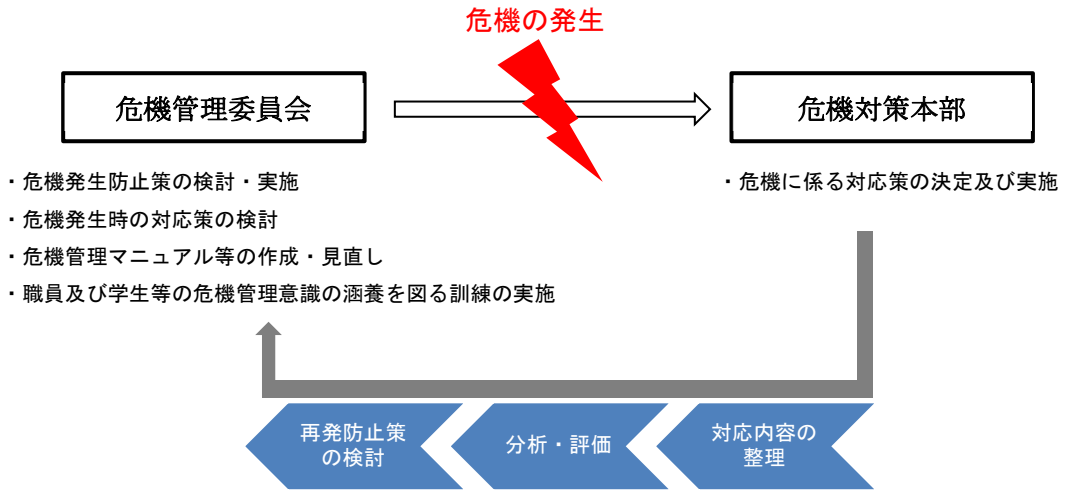 危機の発生
危機管理委員会
危機対策本部
・危機発生防止策の検討・実施
・危機発生時の対応策の検討
・危機管理マニュアル等の作成・見直し
・職員及び学生等の危機管理意識の涵養を図る訓練の実施
・危機に係る対応策の決定及び実施
再発防止策
の検討
分析・評価
対応内容の
整理